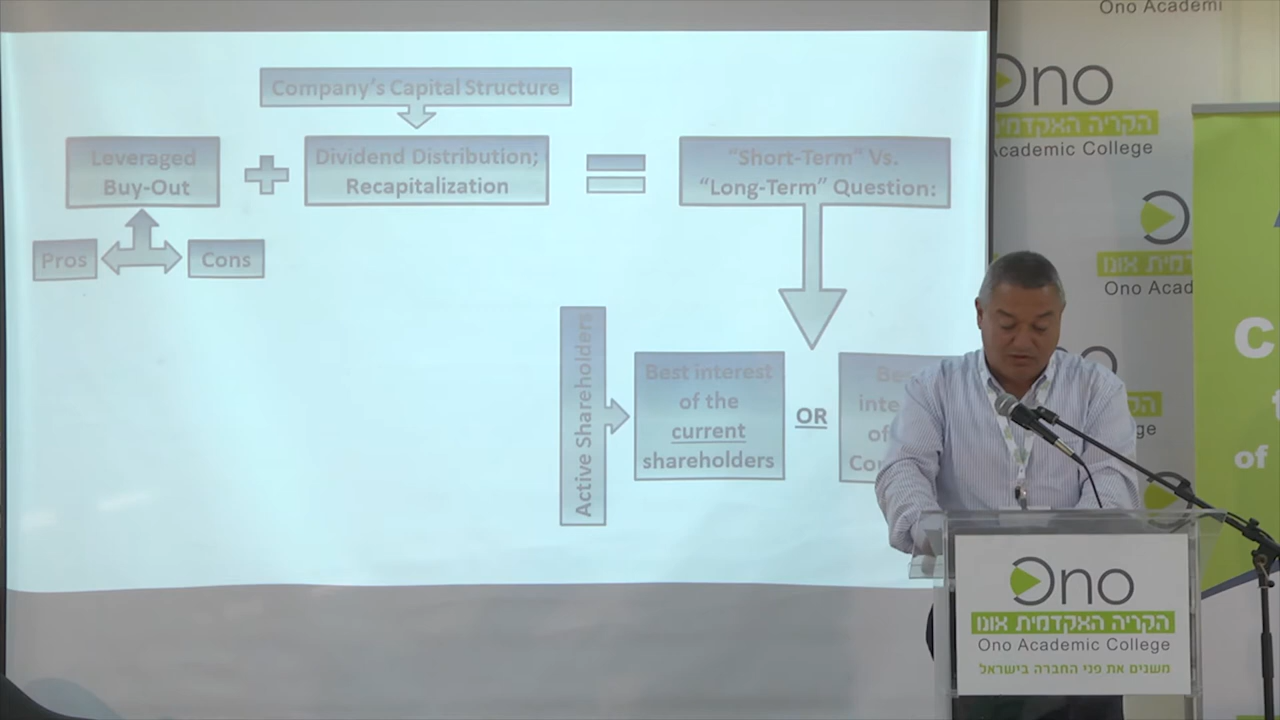 Company's Capital Structure
Leveraged
Buy-Out
Dividend Distribution;
Recapitalization
"Short-Term" Vs.
"Long-Term" Question:
Pros
Cons
Active Shareholders
Best interest
of the
current
shareholders
OR
of
Ono Academi
Ono
הקריה האקדמית
Academic College
Ono Acad
C
of
Ono
הקריה האקדמית אונו
Ono Academic College
משנים את פני החברה בישראל